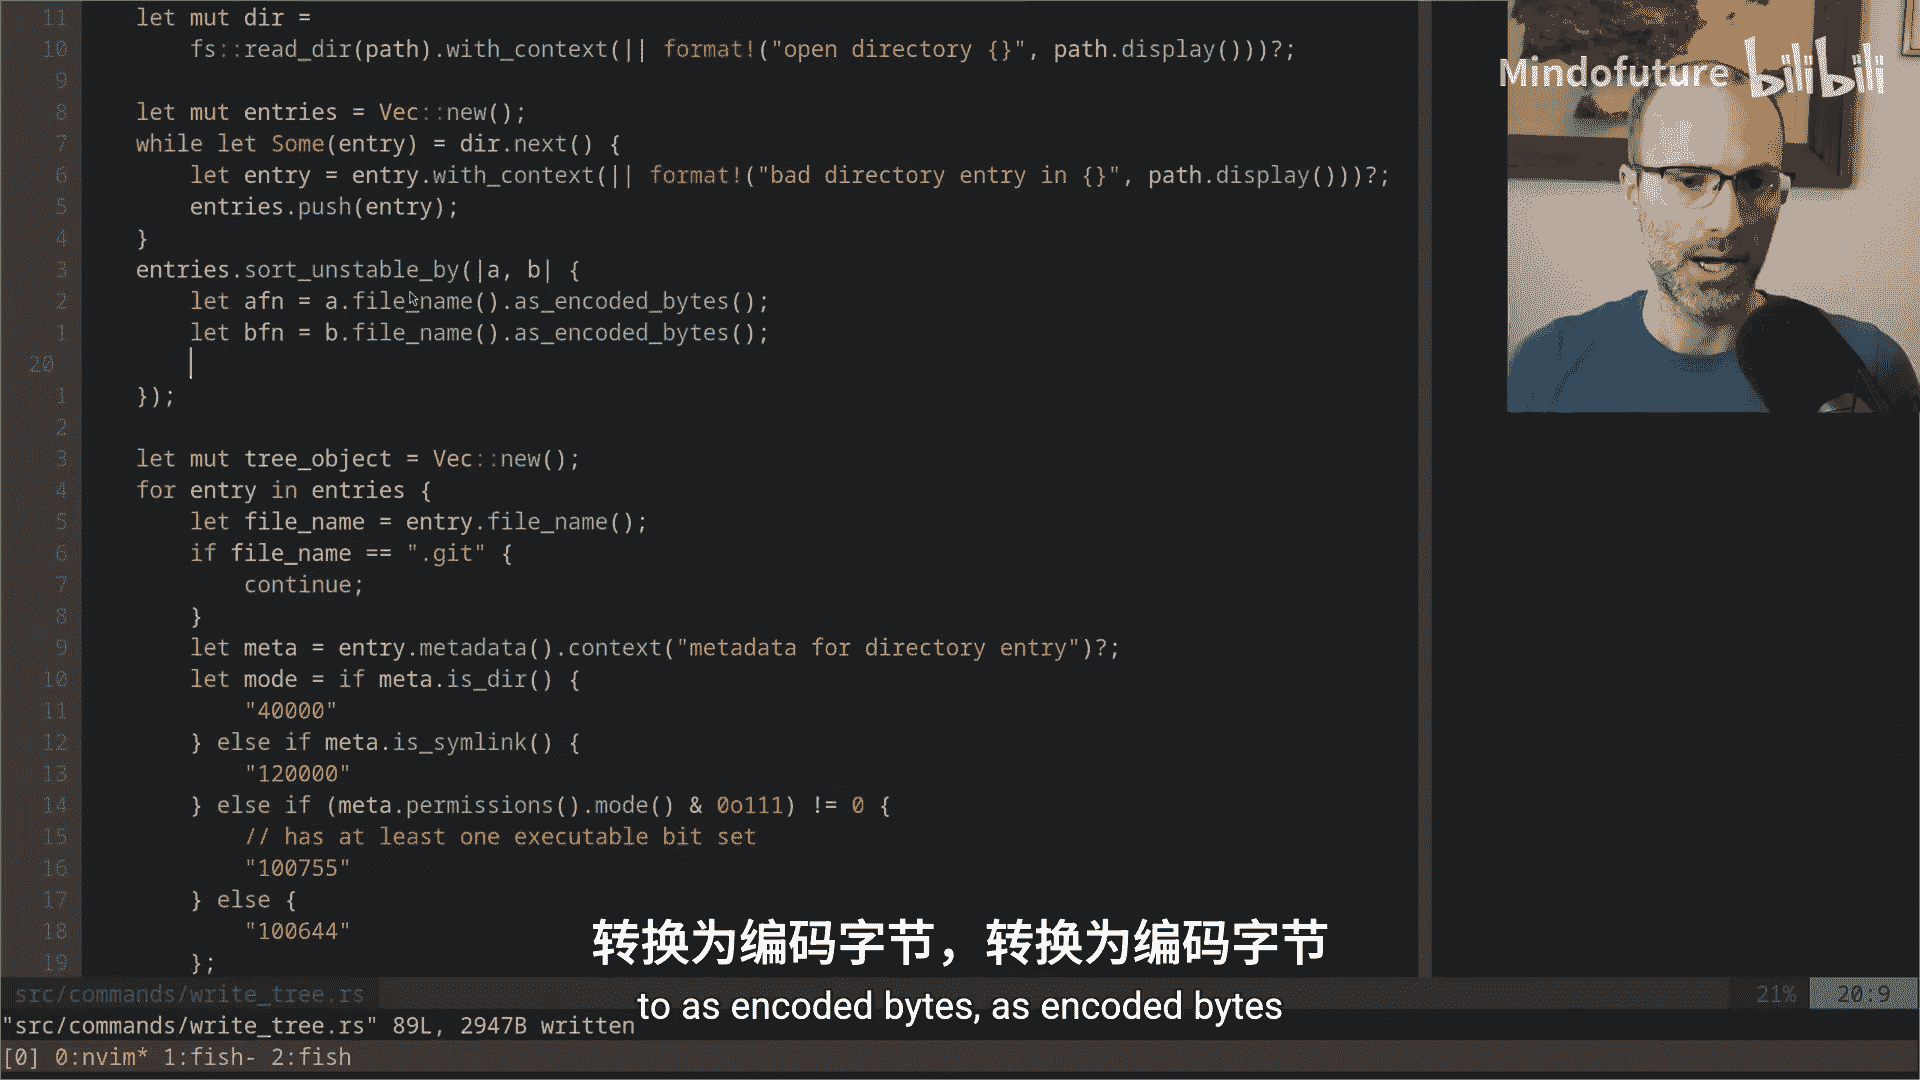 11 let mut dir =
10 fs::read_dir(path).with_context(|| format!("open directory {}", path.display()))?;
9
8 let mut entries = Vec::new();
7 while let Some(entry) = dir.next() {
6 let entry = entry.with_context(|| format!("bad directory entry in {}", path.display()))?;
5 entries.push(entry);
4 }
3 entries.sort_unstable_by(|a, b| {
2 let afn = a.file_name().as_encoded_bytes();
1 let bfn = b.file_name().as_encoded_bytes();
20
1 });
2
3 let mut tree_object = Vec::new();
4 for entry in entries {
5 let file_name = entry.file_name();
6 if file_name == ".git" {
7 continue;
8 }
9 let meta = entry.metadata().context("metadata for directory entry")?;
10 let mode = if meta.is_dir() {
11 "40000"
12 } else if meta.is_symlink() {
13 "120000"
14 } else if (meta.permissions().mode() & 0o111) != 0 {
15 // has at least one executable bit set
16 "100755"
17 } else {
18 "100644"
19 };
Mindofuture bilibili
转换为编码字节，转换为编码字节
to as encoded bytes, as encoded bytes
src/commands/write_tree.rs 21% 20:9
"src/commands/write_tree.rs" 89L, 2947B written
[0] 0:nvim* 1:fish- 2:fish